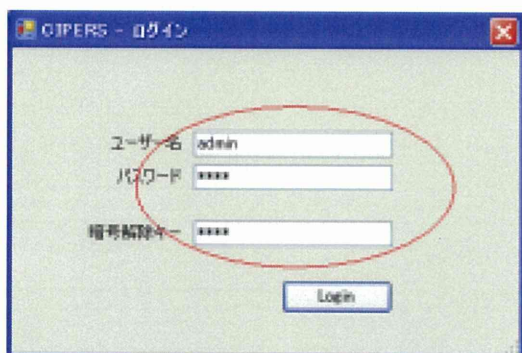 CIPERS - ログイン
ユーザー名 admin
パスワード ****
暗号解除キー ****
Login